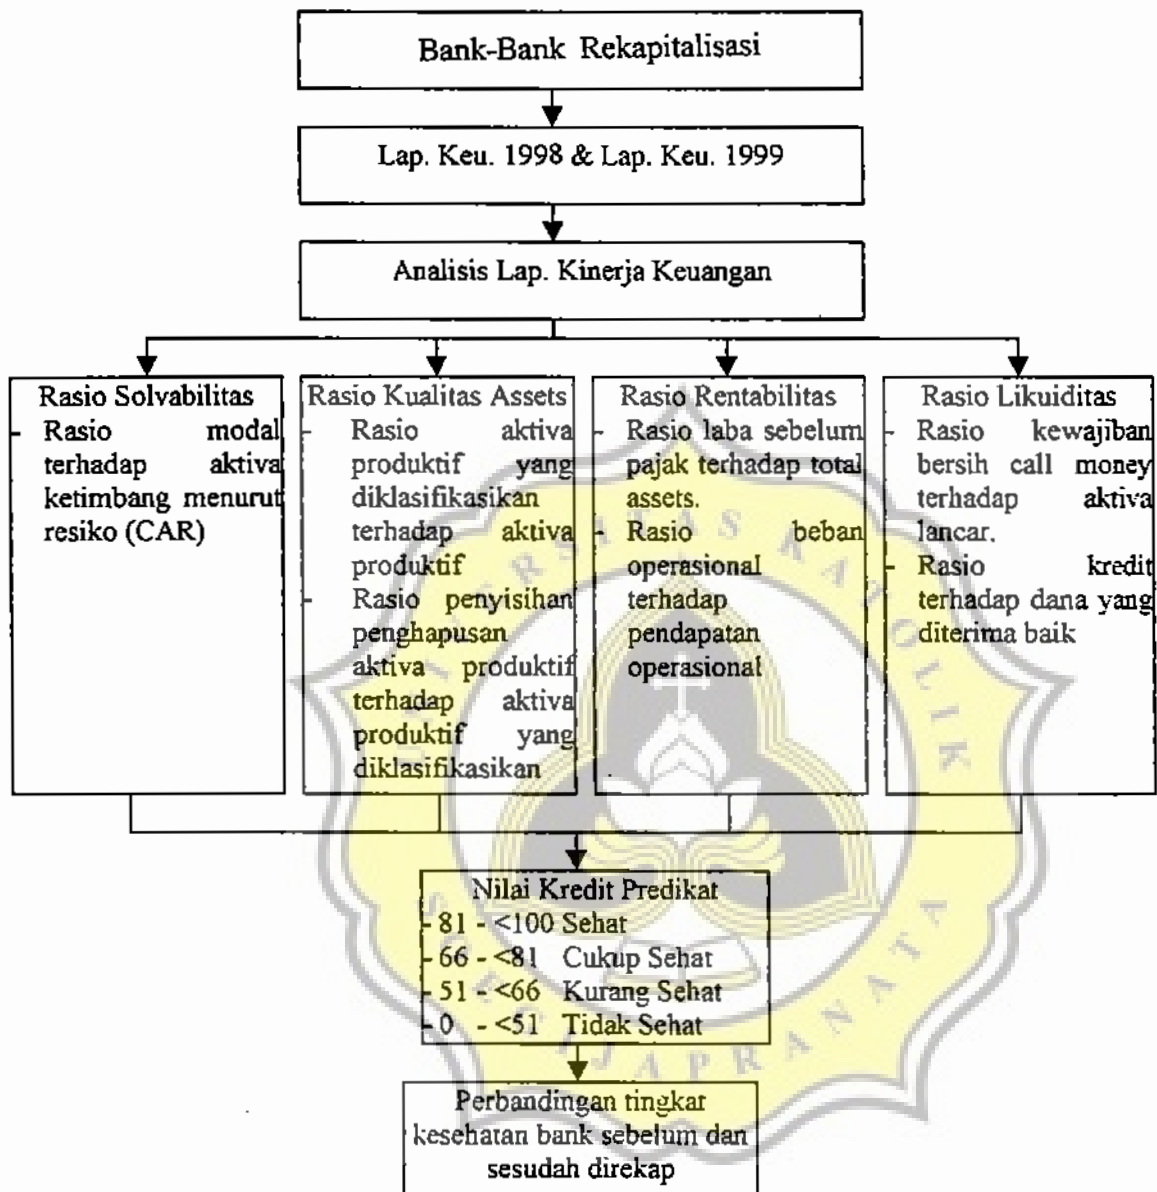 Bank-Bank Rekapitalisasi
Lap. Keu. 1998 & Lap. Keu. 1999
Analisis Lap. Kinerja Keuangan
Rasio Solvabilitas
- Rasio modal
terhadap aktiva
ketimbang menurut
resiko (CAR)
Rasio Kualitas Assets
- Rasio aktiva
produktif yang
diklasifikasikan
terhadap aktiva
produktif
- Rasio penyisihan
penghapusan
aktiva produktif
terhadap aktiva
produktif yang
diklasifikasikan
Rasio Rentabilitas
- Rasio laba sebelum
pajak terhadap total
assets.
- Rasio beban
operasional
terhadap
pendapatan
operasional
Rasio Likuiditas
- Rasio kewajiban
bersih call money
terhadap aktiva
lancar.
- Rasio kredit
terhadap dana yang
diterima baik
Nilai Kredit Predikat
- 81 - <100 Sehat
- 66 - <81 Cukup Sehat
- 51 - <66 Kurang Sehat
- 0 - <51 Tidak Sehat
Perbandingan tingkat
kesehatan bank sebelum dan
sesudah direkap
UNIVERSITAS KATOLIK
SOEGIJAPRANATA